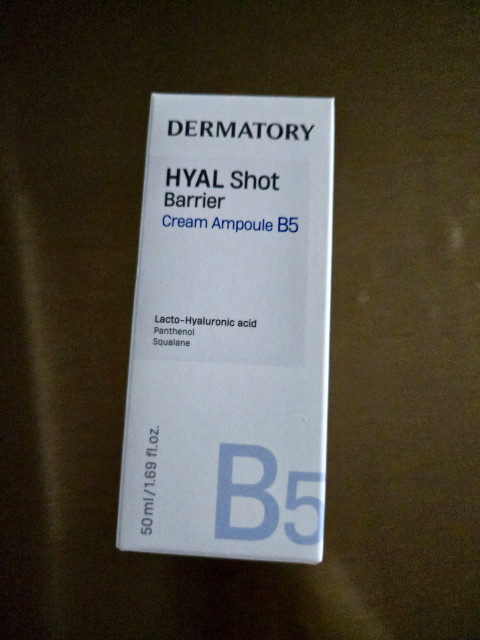 DERMATORY
HYAL Shot
Barrier
Cream Ampoule B5
Lacto-Hyaluronic acid
Panthenol
Squalane
50 ml / 1.69 fl.oz.
B5